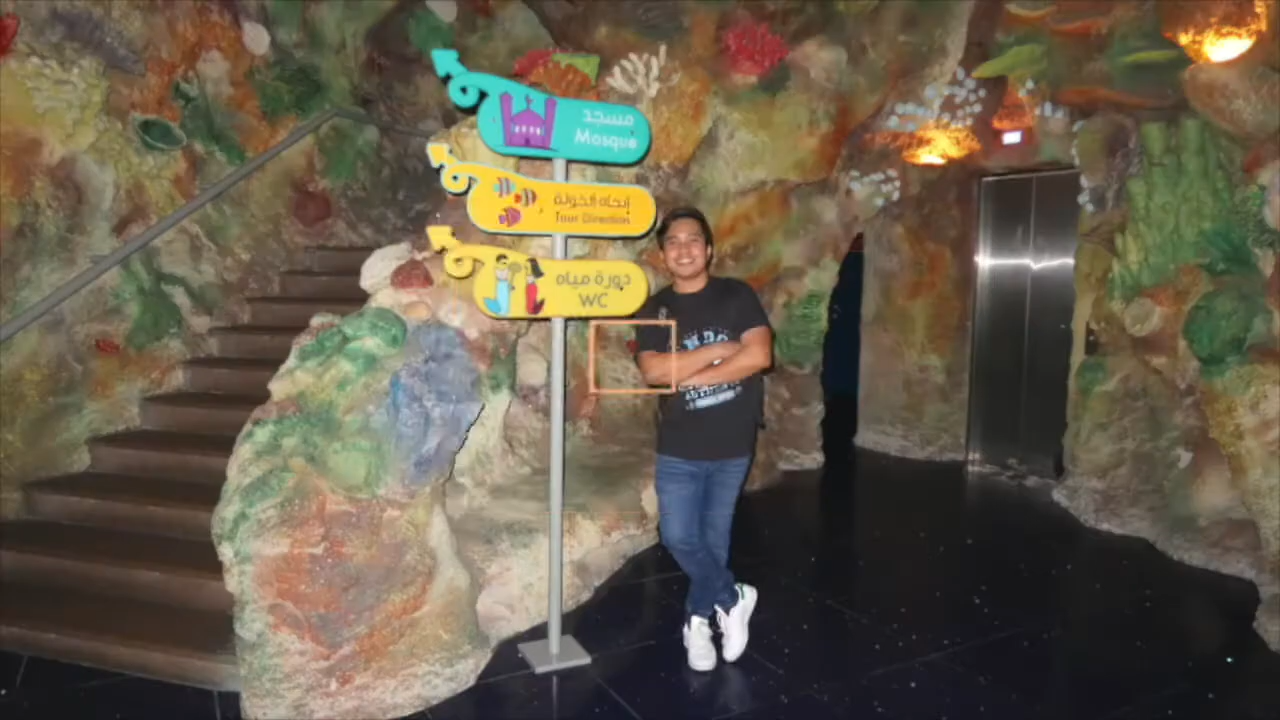 مسجد
Mosque
إتجاه الجولة
Tour Direction
دورة مياه
WC